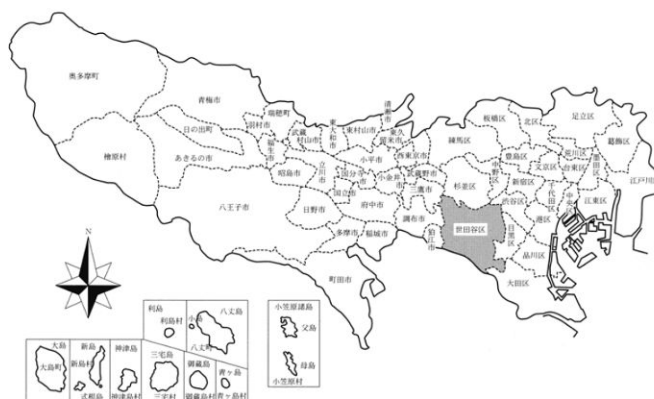 奥多摩町
青梅市
瑞穂町
日の出町
羽村市
檜原村
あきるの市
福生市
武蔵
村山市
東大和市
東村山市
清瀬市
東久
留米市
昭島市
立川市
小平市
国分寺市
小金井市
西東京市
武蔵野市
八王子市
日野市
国立市
府中市
三鷹市
調布市
狛江市
多摩市
稲城市
町田市
練馬区
板橋区
北区
足立区
葛飾区
荒川区
豊島区
文京区
台東区
墨田区
江戸川
中野区
杉並区
新宿区
千代田区
渋谷区
中央区
江東区
港区
世田谷区
目黒区
品川区
大田区
N
利島
利島村
小島
八丈島
八丈町
小笠原諸島
父島
母島
小笠原村
大島
大島町
新島
新島村
式根島
神津島
神津島村
三宅島
三宅村
御蔵島
御蔵島村
青ヶ島
青ヶ島村